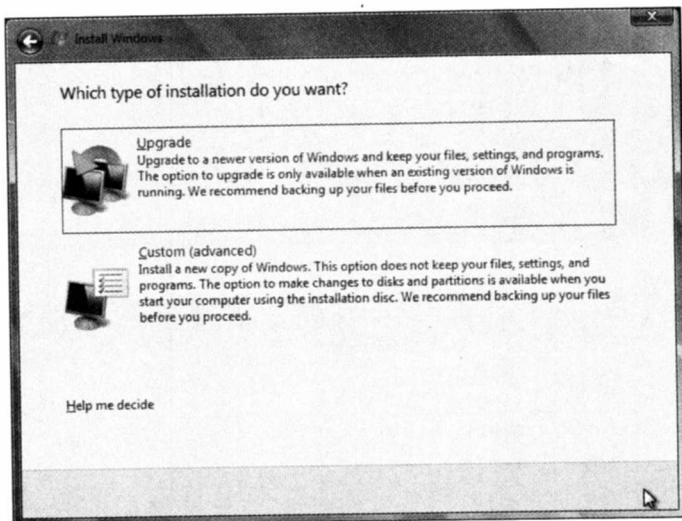 Install Windows
Which type of installation do you want?
Upgrade
Upgrade to a newer version of Windows and keep your files, settings, and programs.
The option to upgrade is only available when an existing version of Windows is
running. We recommend backing up your files before you proceed.
Custom (advanced)
Install a new copy of Windows. This option does not keep your files, settings, and
programs. The option to make changes to disks and partitions is available when you
start your computer using the installation disc. We recommend backing up your files
before you proceed.
Help me decide